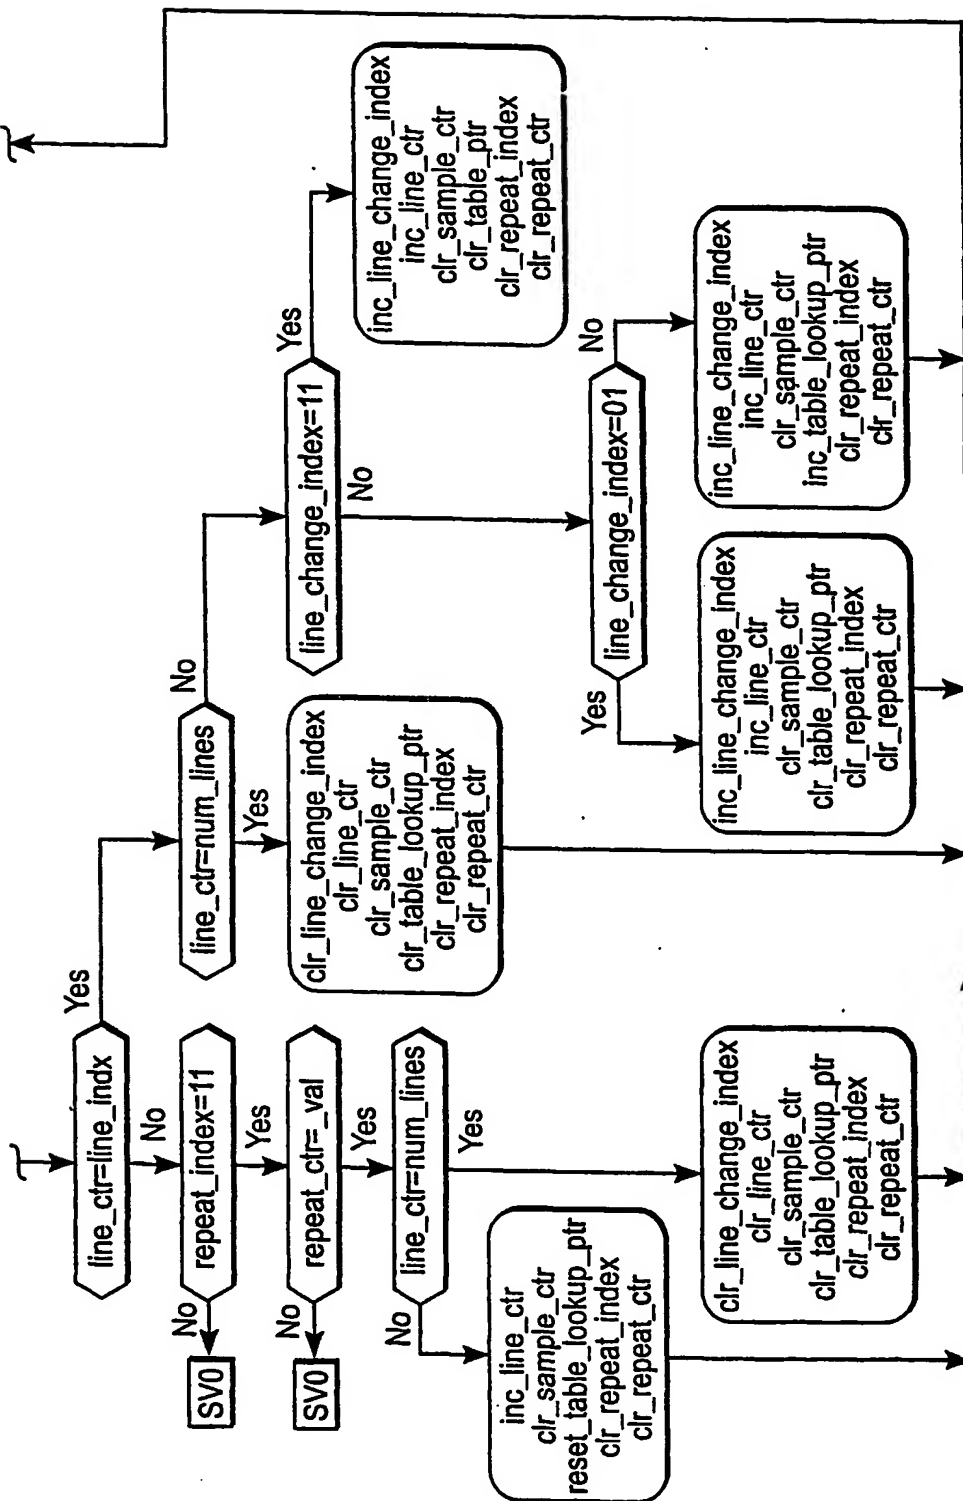 line_ctr=line_indx
Yes
No
repeat_index=11
No
SV0
Yes
repeat_ctr=_val
No
SV0
Yes
line_ctr=num_lines
No
Yes
inc_line_ctr
clr_sample_ctr
reset_table_lookup_ptr
clr_repeat_index
clr_repeat_ctr
clr_line_change_index
clr_line_ctr
clr_sample_ctr
clr_table_lookup_ptr
clr_repeat_index
clr_repeat_ctr
line_ctr=num_lines
No
Yes
clr_line_change_index
clr_line_ctr
clr_sample_ctr
clr_table_lookup_ptr
clr_repeat_index
clr_repeat_ctr
line_change_index=11
Yes
No
inc_line_change_index
inc_line_ctr
clr_sample_ctr
clr_table_ptr
clr_repeat_index
clr_repeat_ctr
line_change_index=01
Yes
No
inc_line_change_index
inc_line_ctr
clr_sample_ctr
clr_table_lookup_ptr
clr_repeat_index
clr_repeat_ctr
inc_line_change_index
inc_line_ctr
clr_sample_ctr
inc_table_lookup_ptr
clr_repeat_index
clr_repeat_ctr